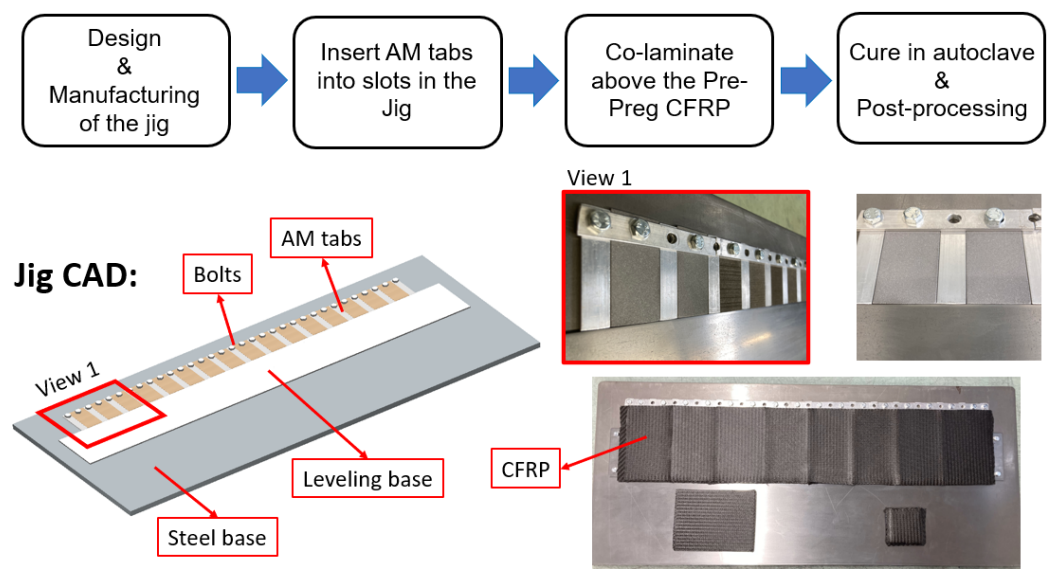 Design
&
Manufacturing
of the jig
Insert AM tabs
into slots in the
Jig
Co-laminate
above the Pre-
Preg CFRP
Cure in autoclave
&
Post-processing
View 1
AM tabs
Bolts
Jig CAD:
View 1
CFRP
Leveling base
Steel base